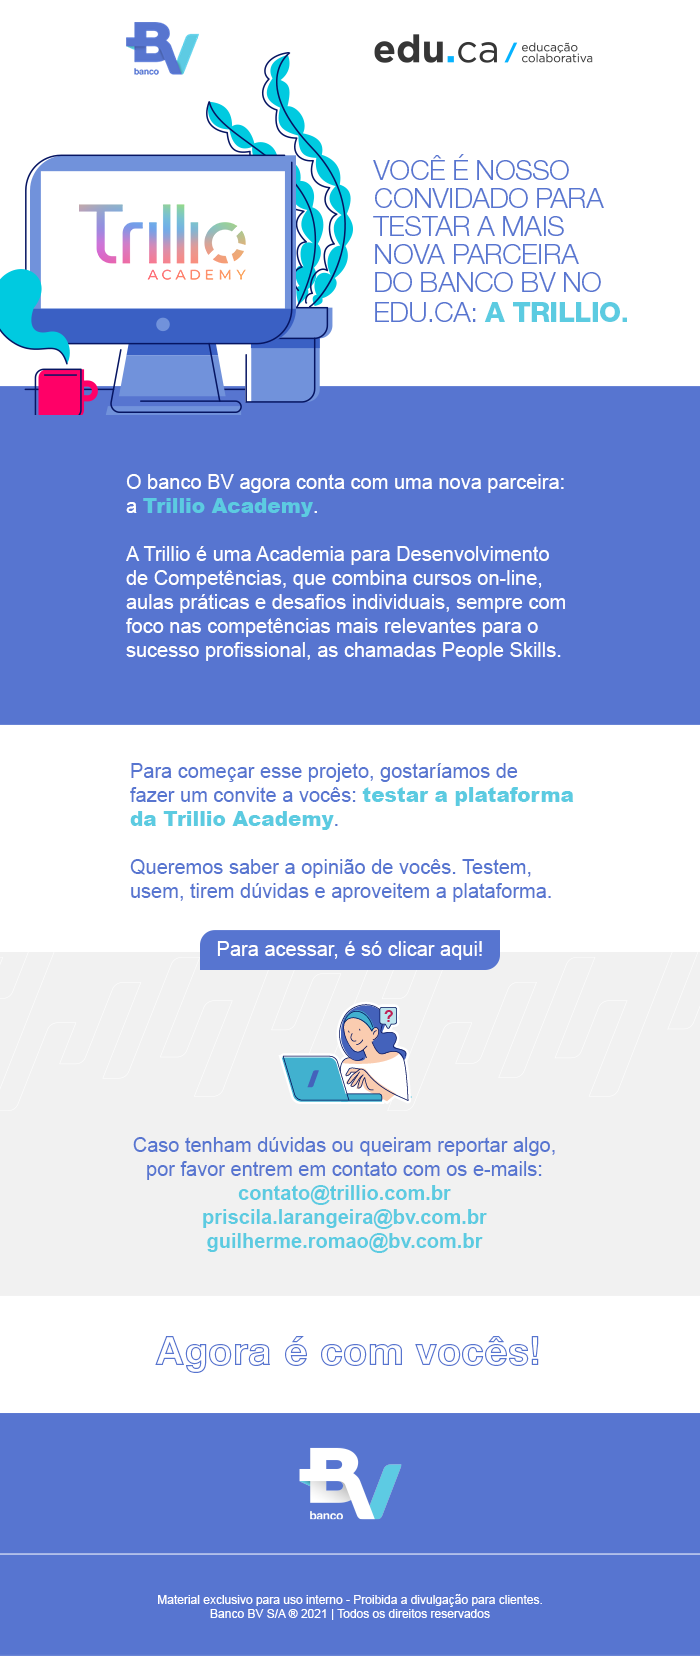 BV
banco
edu.ca / educação
colaborativa
VOCÊ É NOSSO
CONVIDADO PARA
TESTAR A MAIS
NOVA PARCEIRA
DO BANCO BV NO
EDU.CA: A TRILLIO.
Trillio
ACADEMY
O banco BV agora conta com uma nova parceira:
a Trillio Academy.
A Trillio é uma Academia para Desenvolvimento
de Competências, que combina cursos on-line,
aulas práticas e desafios individuais, sempre com
foco nas competências mais relevantes para o
sucesso profissional, as chamadas People Skills.
Para começar esse projeto, gostaríamos de
fazer um convite a vocês: testar a plataforma
da Trillio Academy.
Queremos saber a opinião de vocês. Testem,
usem, tirem dúvidas e aproveitem a plataforma.
Para acessar, é só clicar aqui!
?
Caso tenham dúvidas ou queiram reportar algo,
por favor entrem em contato com os e-mails:
contato@trillio.com.br
priscila.larangeira@bv.com.br
guilherme.romao@bv.com.br
Agora é com vocês!
BV
banco
Material exclusivo para uso interno - Proibida a divulgação para clientes.
Banco BV S/A ® 2021 | Todos os direitos reservados